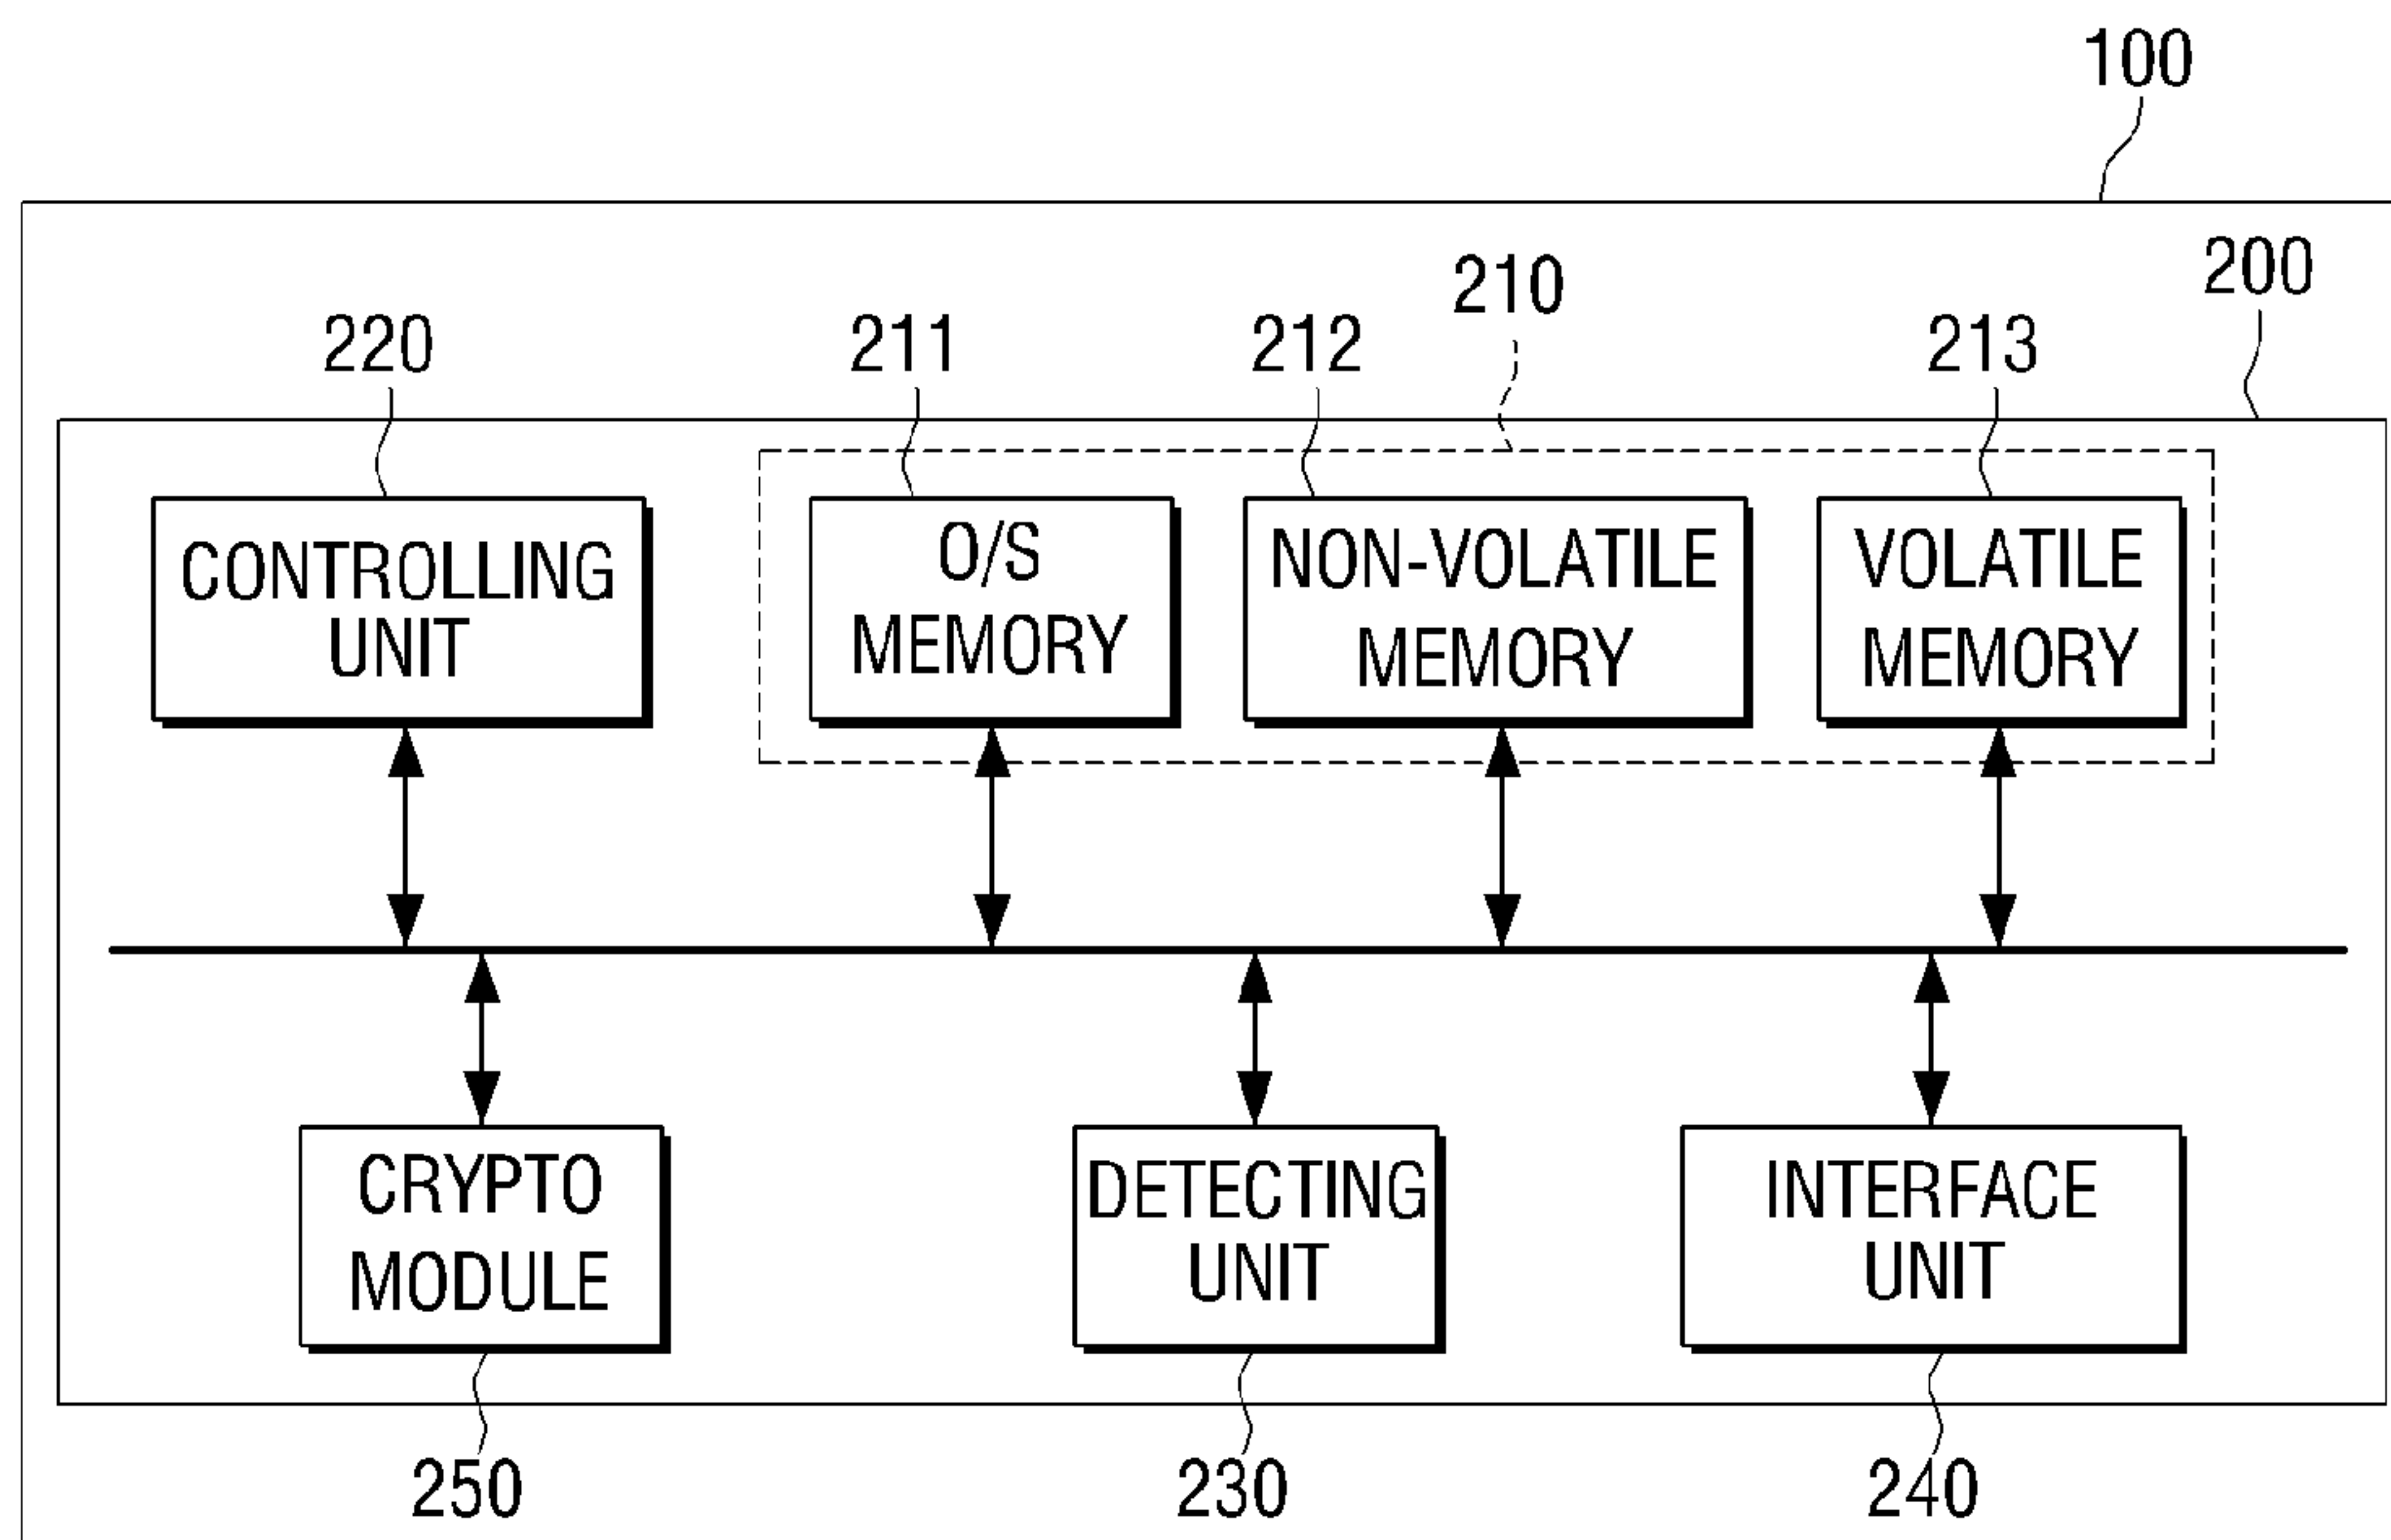 100
200
210
220
211
212
213
CONTROLLING
UNIT
O/S
MEMORY
NON-VOLATILE
MEMORY
VOLATILE
MEMORY
CRYPTO
MODULE
DETECTING
UNIT
INTERFACE
UNIT
250
230
240